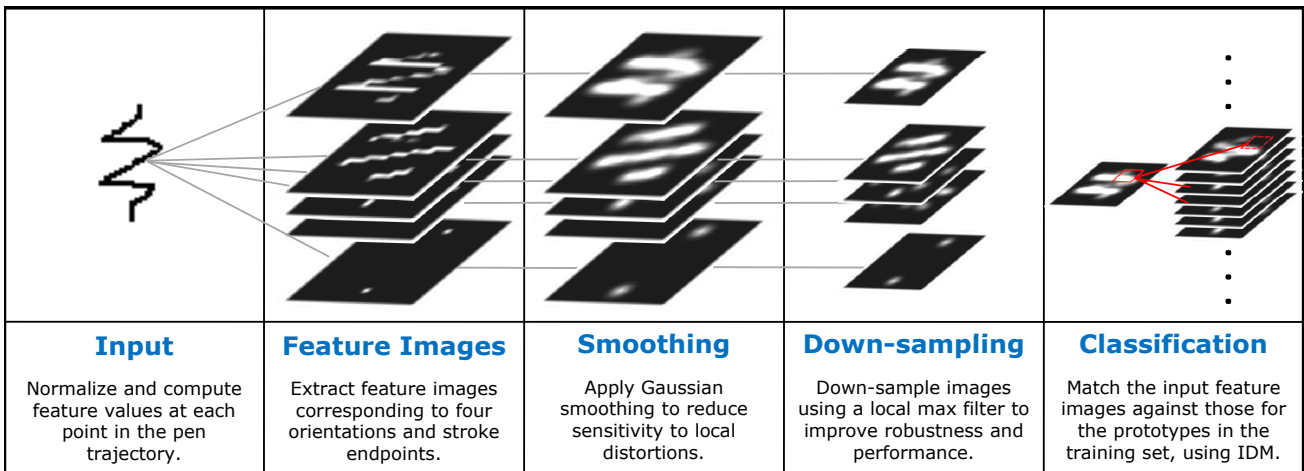 Input
Normalize and compute
feature values at each
point in the pen
trajectory.
Feature Images
Extract feature images
corresponding to four
orientations and stroke
endpoints.
Smoothing
Apply Gaussian
smoothing to reduce
sensitivity to local
distortions.
Down-sampling
Down-sample images
using a local max filter to
improve robustness and
performance.
Classification
Match the input feature
images against those for
the prototypes in the
training set, using IDM.